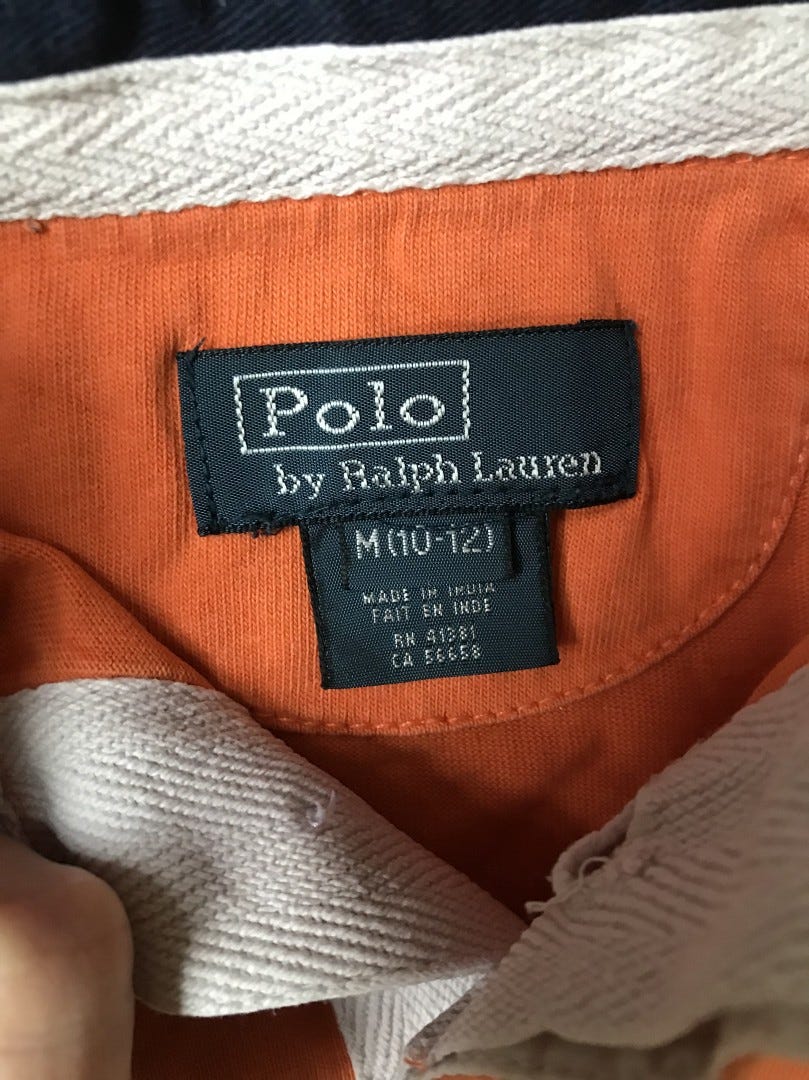 Polo
by Ralph Lauren
M (10-12)
MADE IN INDIA
FAIT EN INDE
RN 41381
CA 56658